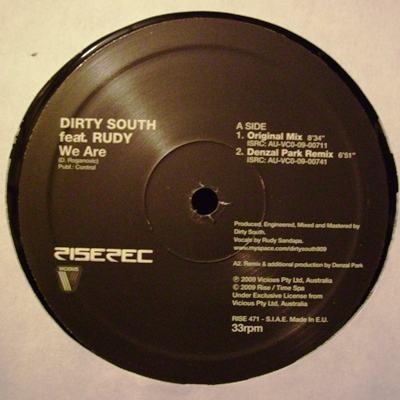 DIRTY SOUTH
feat. RUDY
We Are
(D. Roganovic)
Publ.: Control
RISEREC
VICIOUS
A SIDE
1. Original Mix 8'34"
ISRC: AU-VC0-09-00711
2. Denzal Park Remix 6'51"
ISRC: AU-VC0-09-00741
Produced, Engineered, Mixed and Mastered by
Dirty South.
Vocals by Rudy Sandapa.
www.myspace.com/dirtysouth809
A2. Remix & additional production by Denzal Park
℗ 2009 Vicious Pty Ltd, Australia
© 2009 Rise / Time Spa
Under Exclusive License from
Vicious Pty Ltd, Australia
RISE 471 - S.I.A.E. Made In E.U.
33rpm